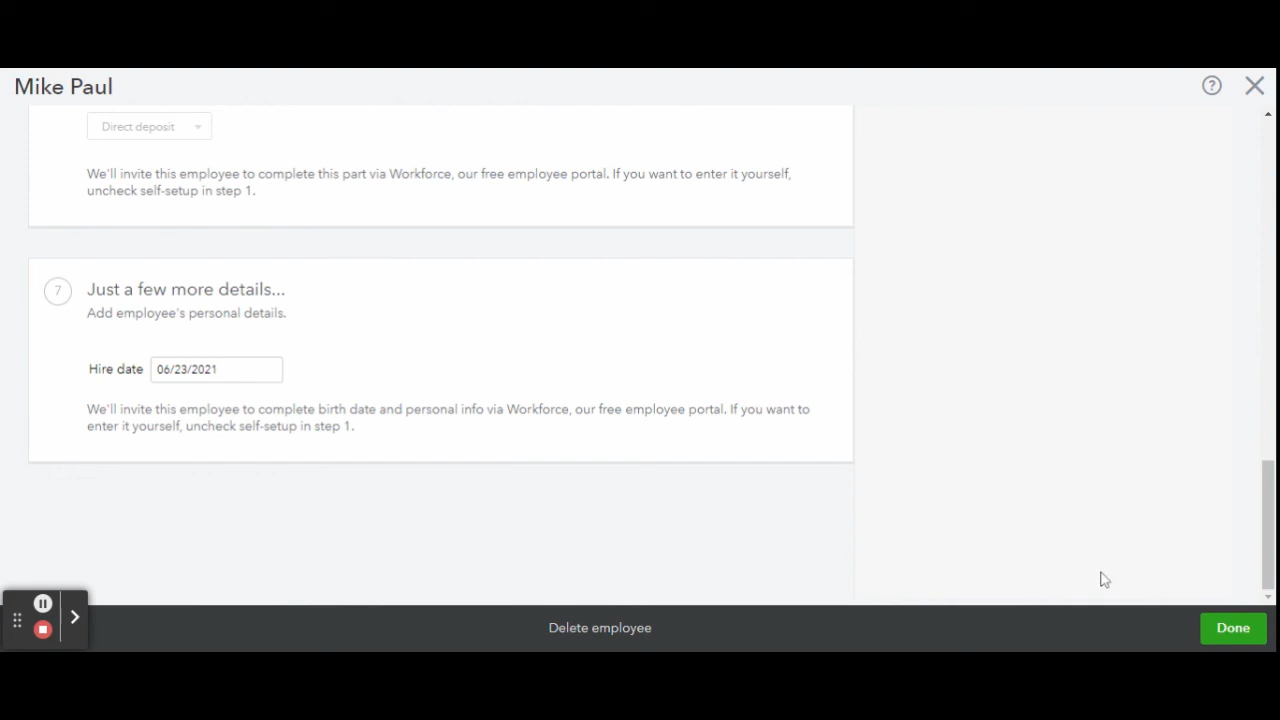 Mike Paul
Direct deposit
We'll invite this employee to complete this part via Workforce, our free employee portal. If you want to enter it yourself,
uncheck self-setup in step 1.
7
Just a few more details...
Add employee's personal details.
Hire date 06/23/2021
We'll invite this employee to complete birth date and personal info via Workforce, our free employee portal. If you want to
enter it yourself, uncheck self-setup in step 1.
Delete employee
Done